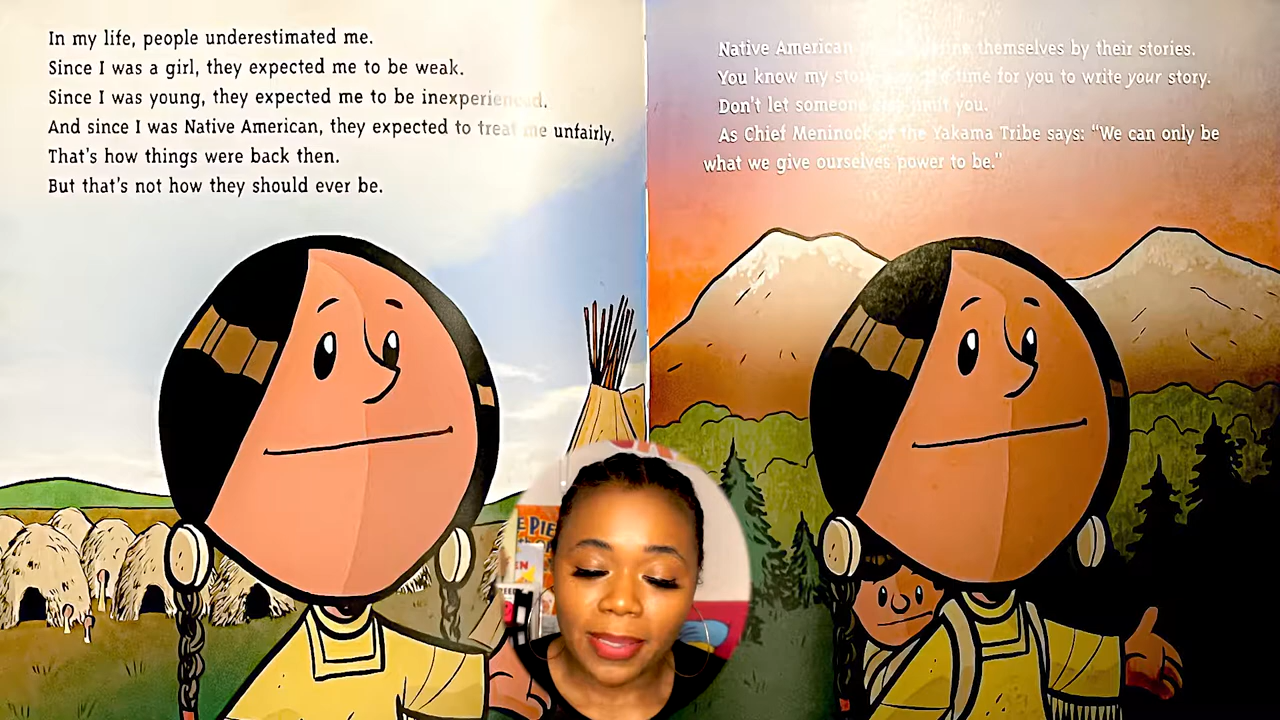 In my life, people underestimated me.
Since I was a girl, they expected me to be weak.
Since I was young, they expected me to be inexperienced.
And since I was Native American, they expected to treat me unfairly.
That's how things were back then.
But that's not how they should ever be.
Native American themselves by their stories.
You know my time for you to write your story.
Don't let someone limit you.
As Chief Meninock of the Yakama Tribe says: “We can only be
what we give ourselves power to be.”
E PIE
EN